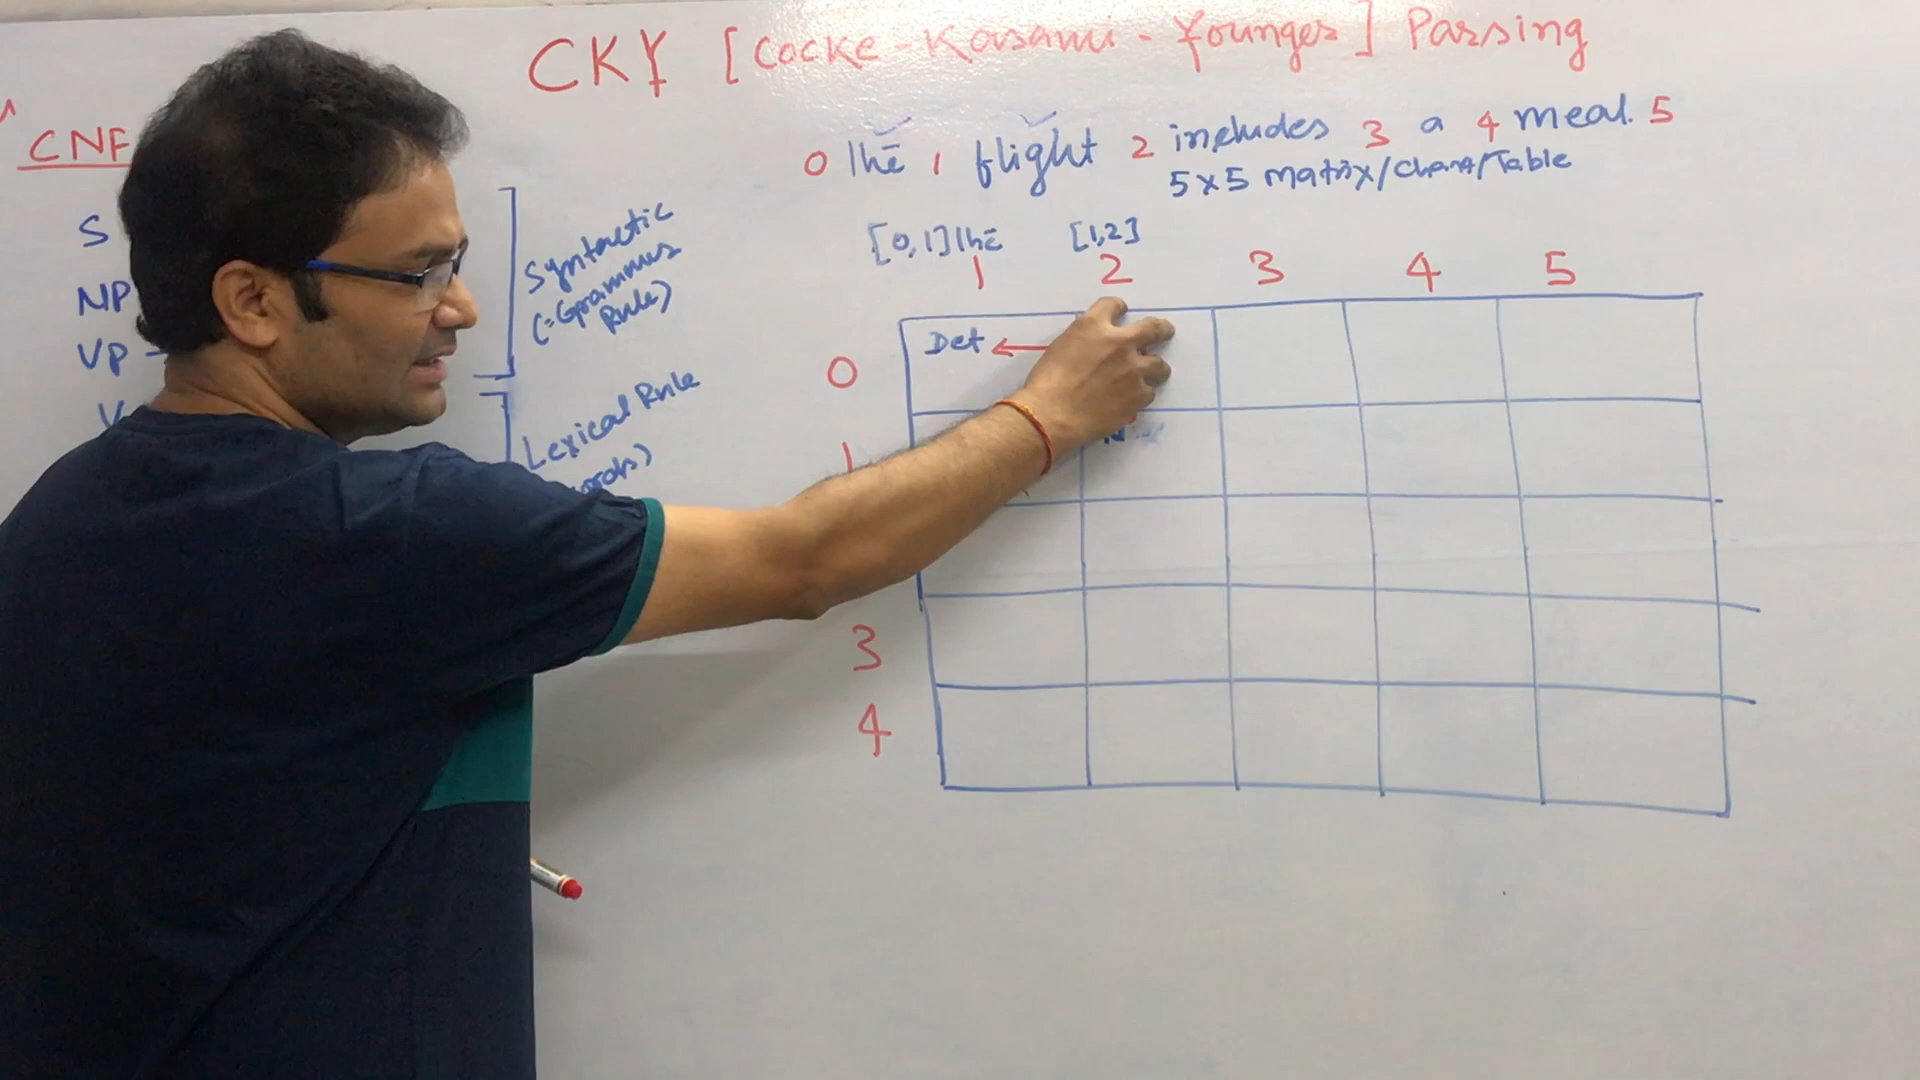 CKY [Cocke-Kasami-Younger] Parsing
CNF
0 The 1 flight 2 includes 3 a 4 meal. 5
5x5 matrix/chart/Table
S
NP
VP
V
Syntactic
(=Grammar
Rule)
Lexical Rule
[0,1] The [1,2]
1 2 3 4 5
0 Det
1 N
3
4